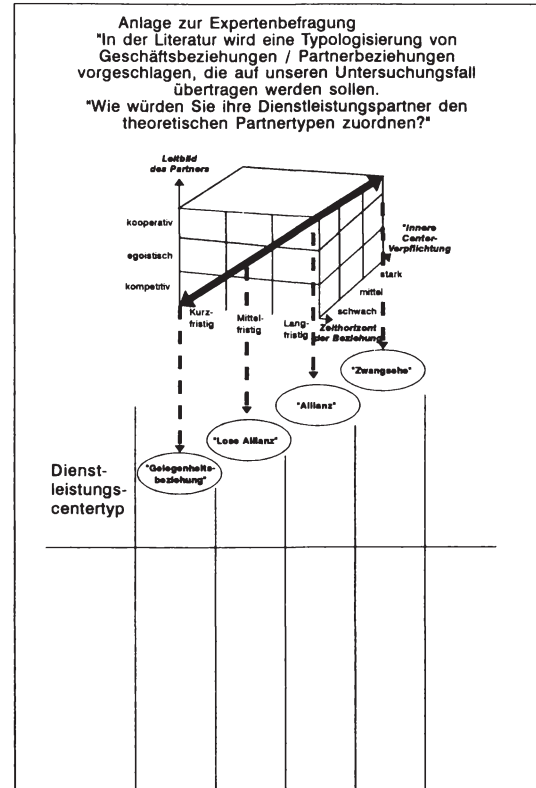 Anlage zur Expertenbefragung
"In der Literatur wird eine Typologisierung von
Geschäftsbeziehungen / Partnerbeziehungen
vorgeschlagen, die auf unseren Untersuchungsfall
übertragen werden sollen.
"Wie würden Sie ihre Dienstleistungspartner den
theoretischen Partnertypen zuordnen?"
Leitbild
des Partners
kooperativ
egoistisch
kompetitiv
"Innere
Center-
Verpflichtung
stark
mittel
schwach
Kurz-
fristig
Mittel-
fristig
Lang-
fristig
Zeithorizomt
der Beziehung
"Zwangsehe"
"Allianz"
"Lose Allianz"
"Gelegenheits-
beziehung"
Dienst-
leistungs-
centertyp